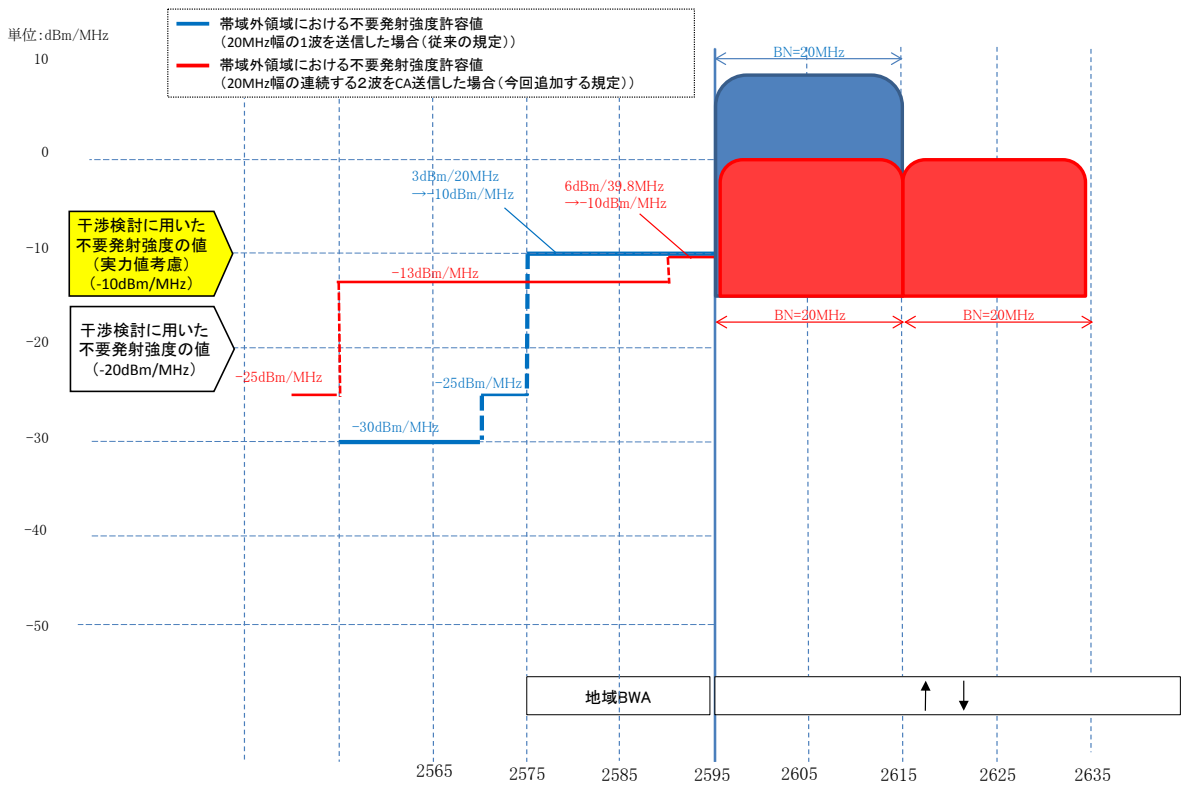 帯域外領域における不要発射強度許容値
(20MHz幅の1波を送信した場合(従来の規定))
帯域外領域における不要発射強度許容値
(20MHz幅の連続する2波をCA送信した場合(今回追加する規定))
単位:dBm/MHz
10
BN=20MHz
0
3dBm/20MHz
→-10dBm/MHz
6dBm/39.8MHz
→-10dBm/MHz
干渉検討に用いた
不要発射強度の値
(実力値考慮)
(-10dBm/MHz)
-10
-13dBm/MHz
干渉検討に用いた
不要発射強度の値
(-20dBm/MHz)
BN=20MHz
BN=20MHz
-20
-25dBm/MHz
-25dBm/MHz
-30dBm/MHz
-30
-40
-50
地域BWA
2565
2575
2585
2595
2605
2615
2625
2635